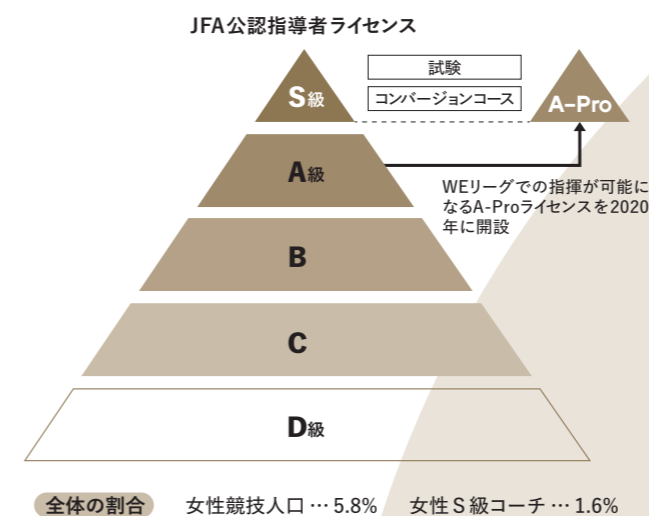 JFA公認指導者ライセンス
S級
試験
コンバージョンコース
A-Pro
A級
WEリーグでの指揮が可能に
なるA-Proライセンスを2020
年に開設
B
C
D級
全体の割合 女性競技人口 … 5.8% 女性S級コーチ … 1.6%